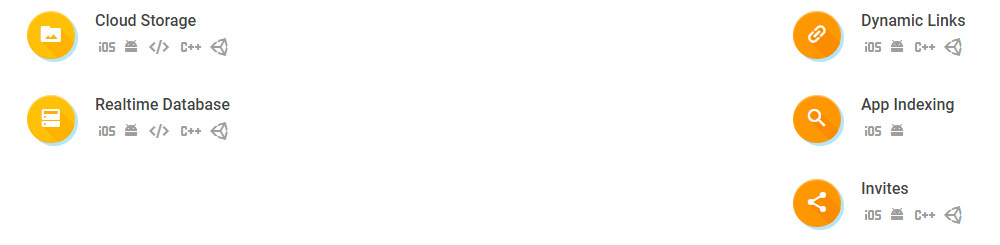 Cloud Storage
iOS </> C++
Realtime Database
iOS </> C++
Dynamic Links
iOS C++
App Indexing
iOS
Invites
iOS C++